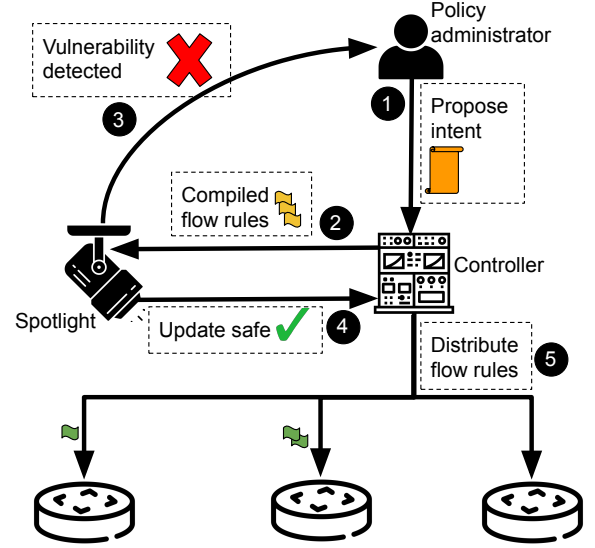 Policy
administrator
Vulnerability
detected
3
1
Propose
intent
Compiled
flow rules
2
Controller
Spotlight
Update safe
4
Distribute
flow rules
5